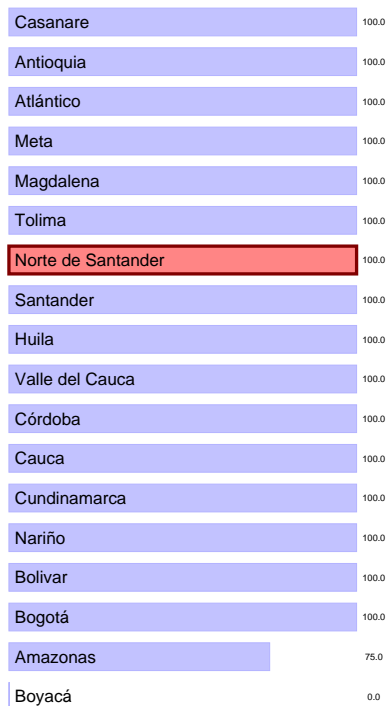 Casanare 100.0
Antioquia 100.0
Atlántico 100.0
Meta 100.0
Magdalena 100.0
Tolima 100.0
Norte de Santander 100.0
Santander 100.0
Huila 100.0
Valle del Cauca 100.0
Córdoba 100.0
Cauca 100.0
Cundinamarca 100.0
Nariño 100.0
Bolivar 100.0
Bogotá 100.0
Amazonas 75.0
Boyacá 0.0